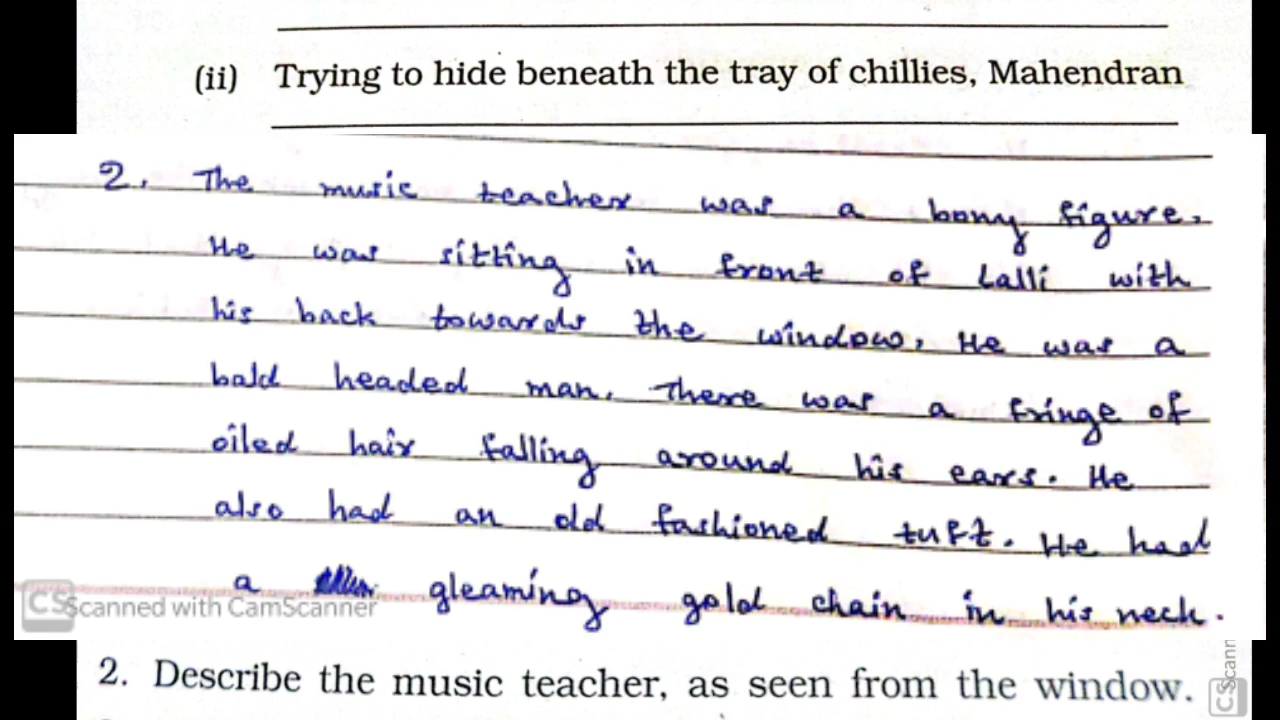 (ii) Trying to hide beneath the tray of chillies, Mahendran
2. The music teacher was a bony figure.
He was sitting in front of Lalli with
his back towards the window. He was a
bald headed man. There was a fringe of
oiled hair falling around his ears. He
also had an old fashioned tuft. He had
a gleaming gold chain in his neck.
CS Scanned with CamScanner
2. Describe the music teacher, as seen from the window.
CS Scann